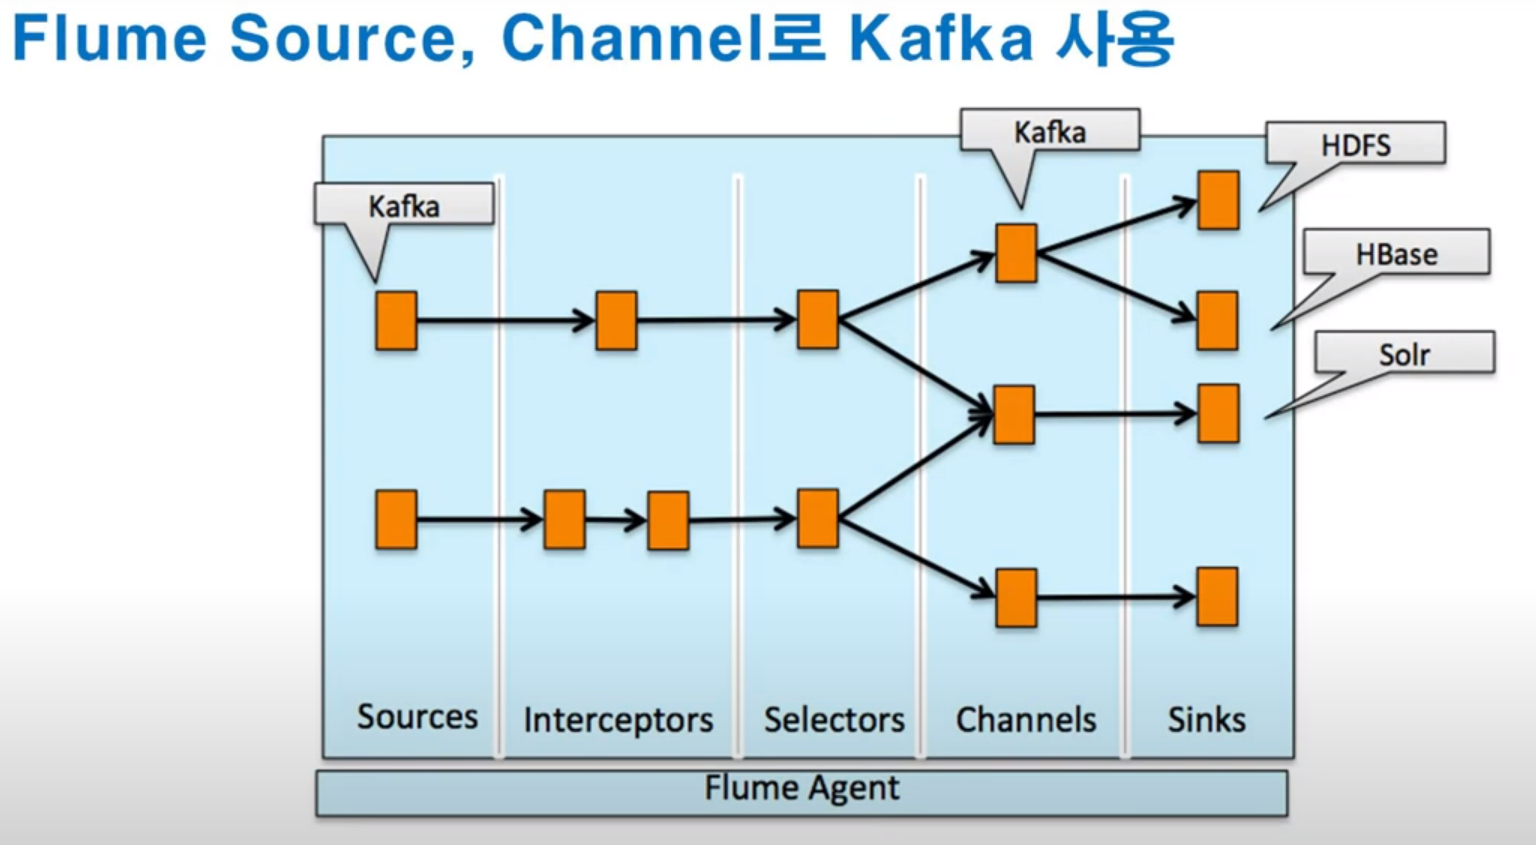 Flume Source, Channel로 Kafka 사용
Kafka
HDFS
Kafka
HBase
Solr
Sources
Interceptors
Selectors
Channels
Sinks
Flume Agent